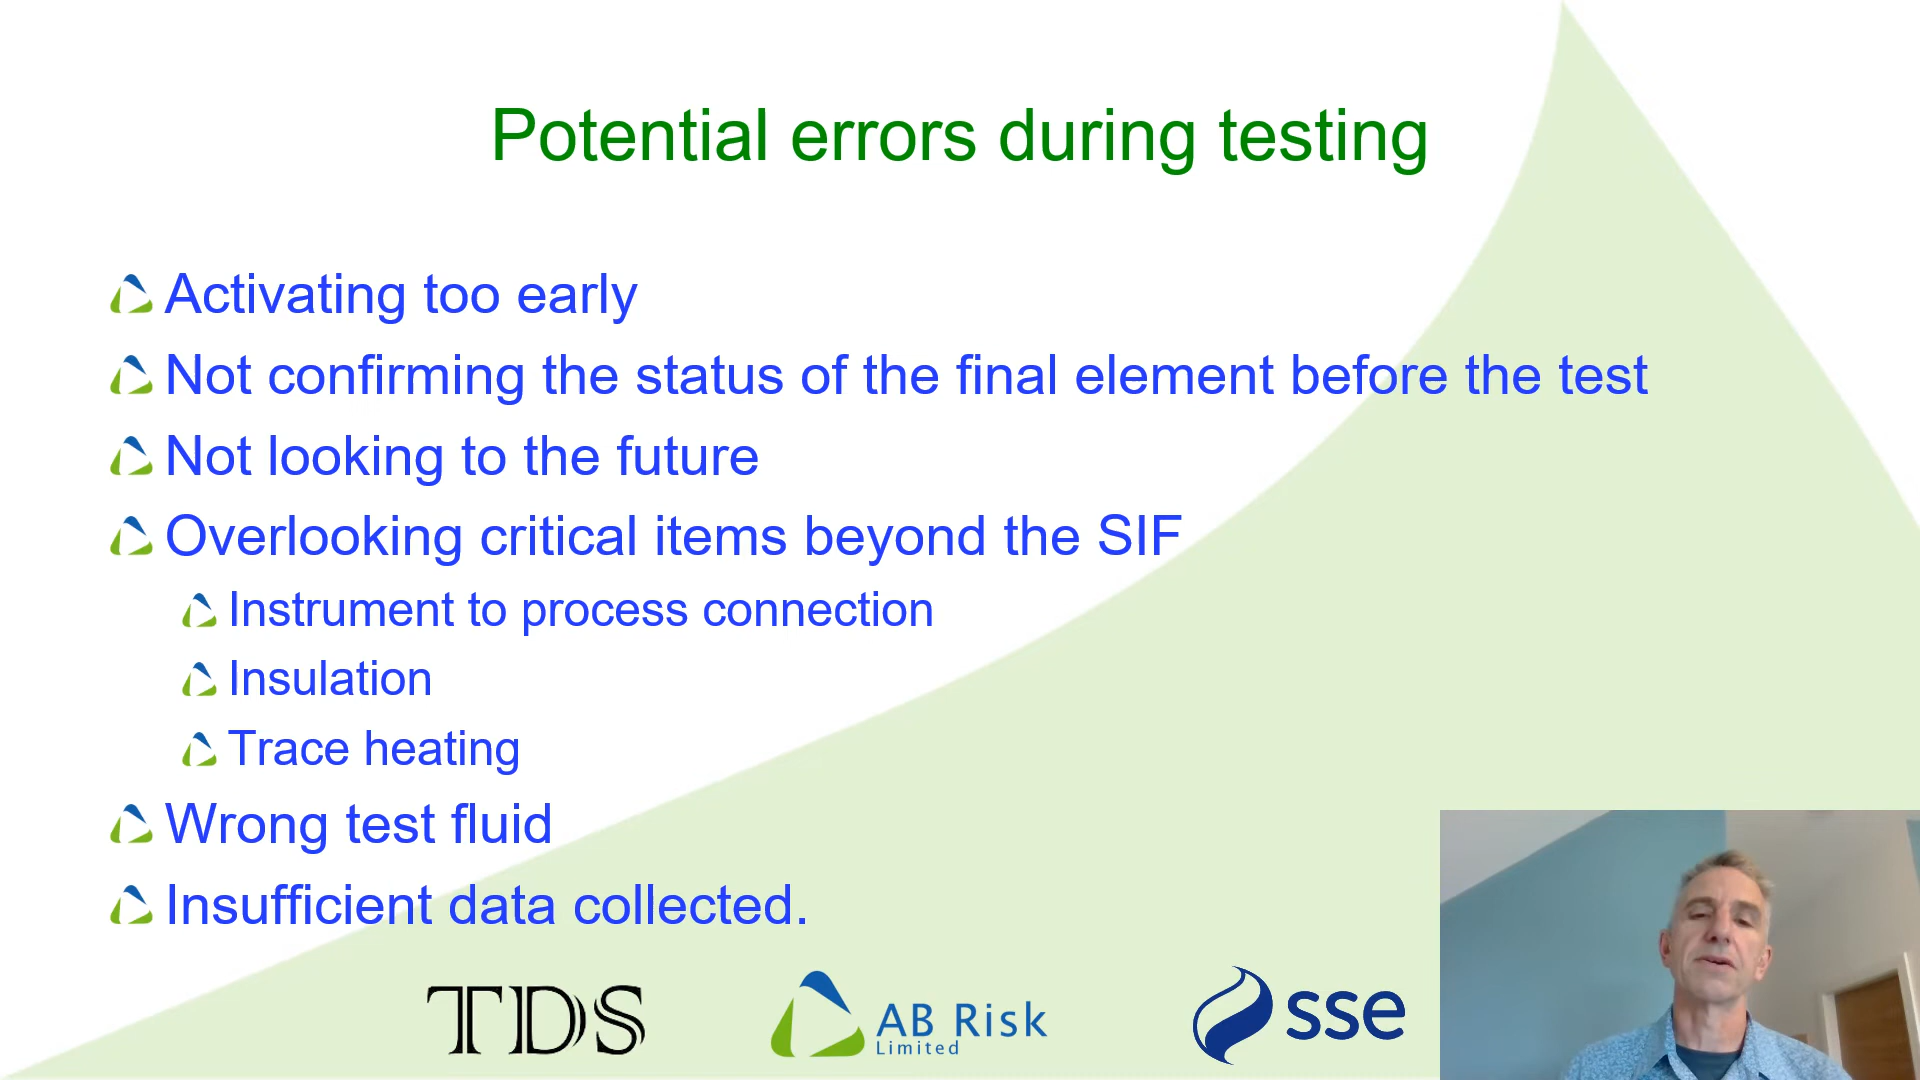 Potential errors during testing
Activating too early
Not confirming the status of the final element before the test
Not looking to the future
Overlooking critical items beyond the SIF
Instrument to process connection
Insulation
Trace heating
Wrong test fluid
Insufficient data collected.
TDS
AB Risk
Limited
sse